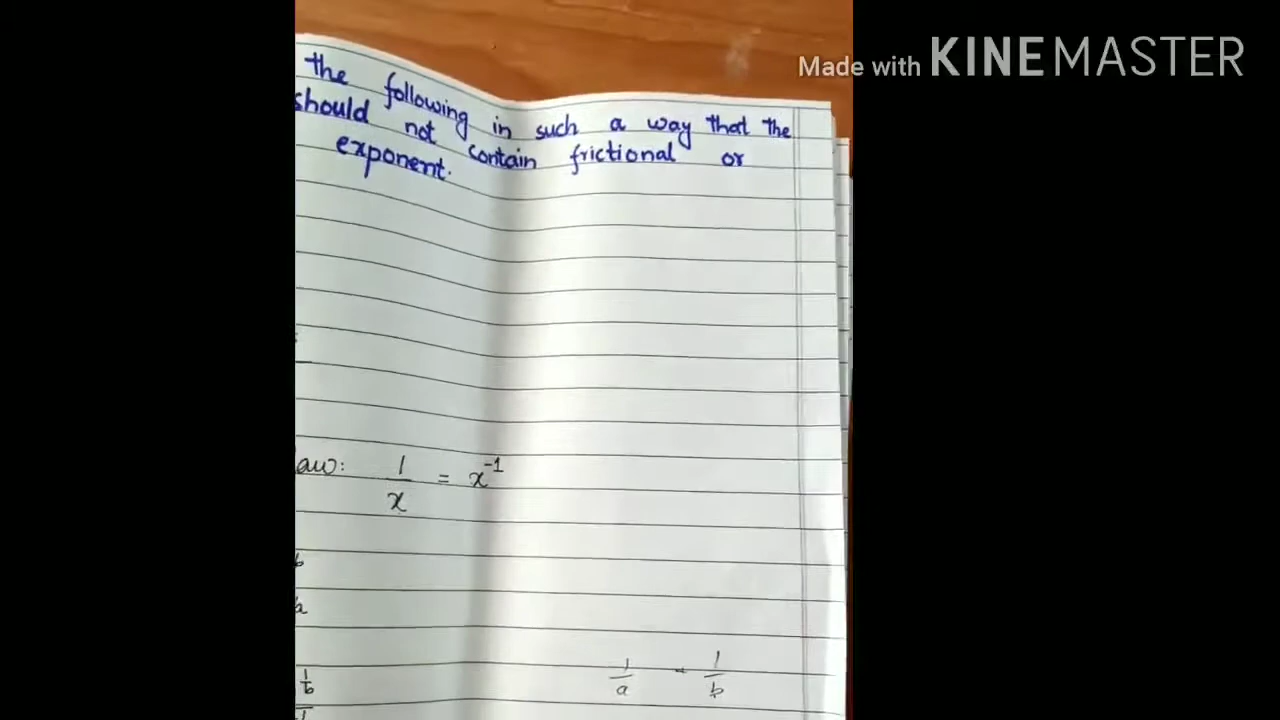 Made with KINEMASTER
the following in such a way that the
should not contain frictional or
exponent.
aw: 1/x = x⁻¹
b
a
1/b
1/a - 1/b